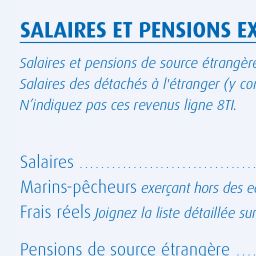 SALAIRES ET PENSIONS EX
Salaires et pensions de source étrangère
Salaires des détachés à l'étranger (y co
N'indiquez pas ces revenus ligne 8TI.
Salaires ................................
Marins-pêcheurs exerçant hors des e
Frais réels Joignez la liste détaillée sur
Pensions de source étrangère ....